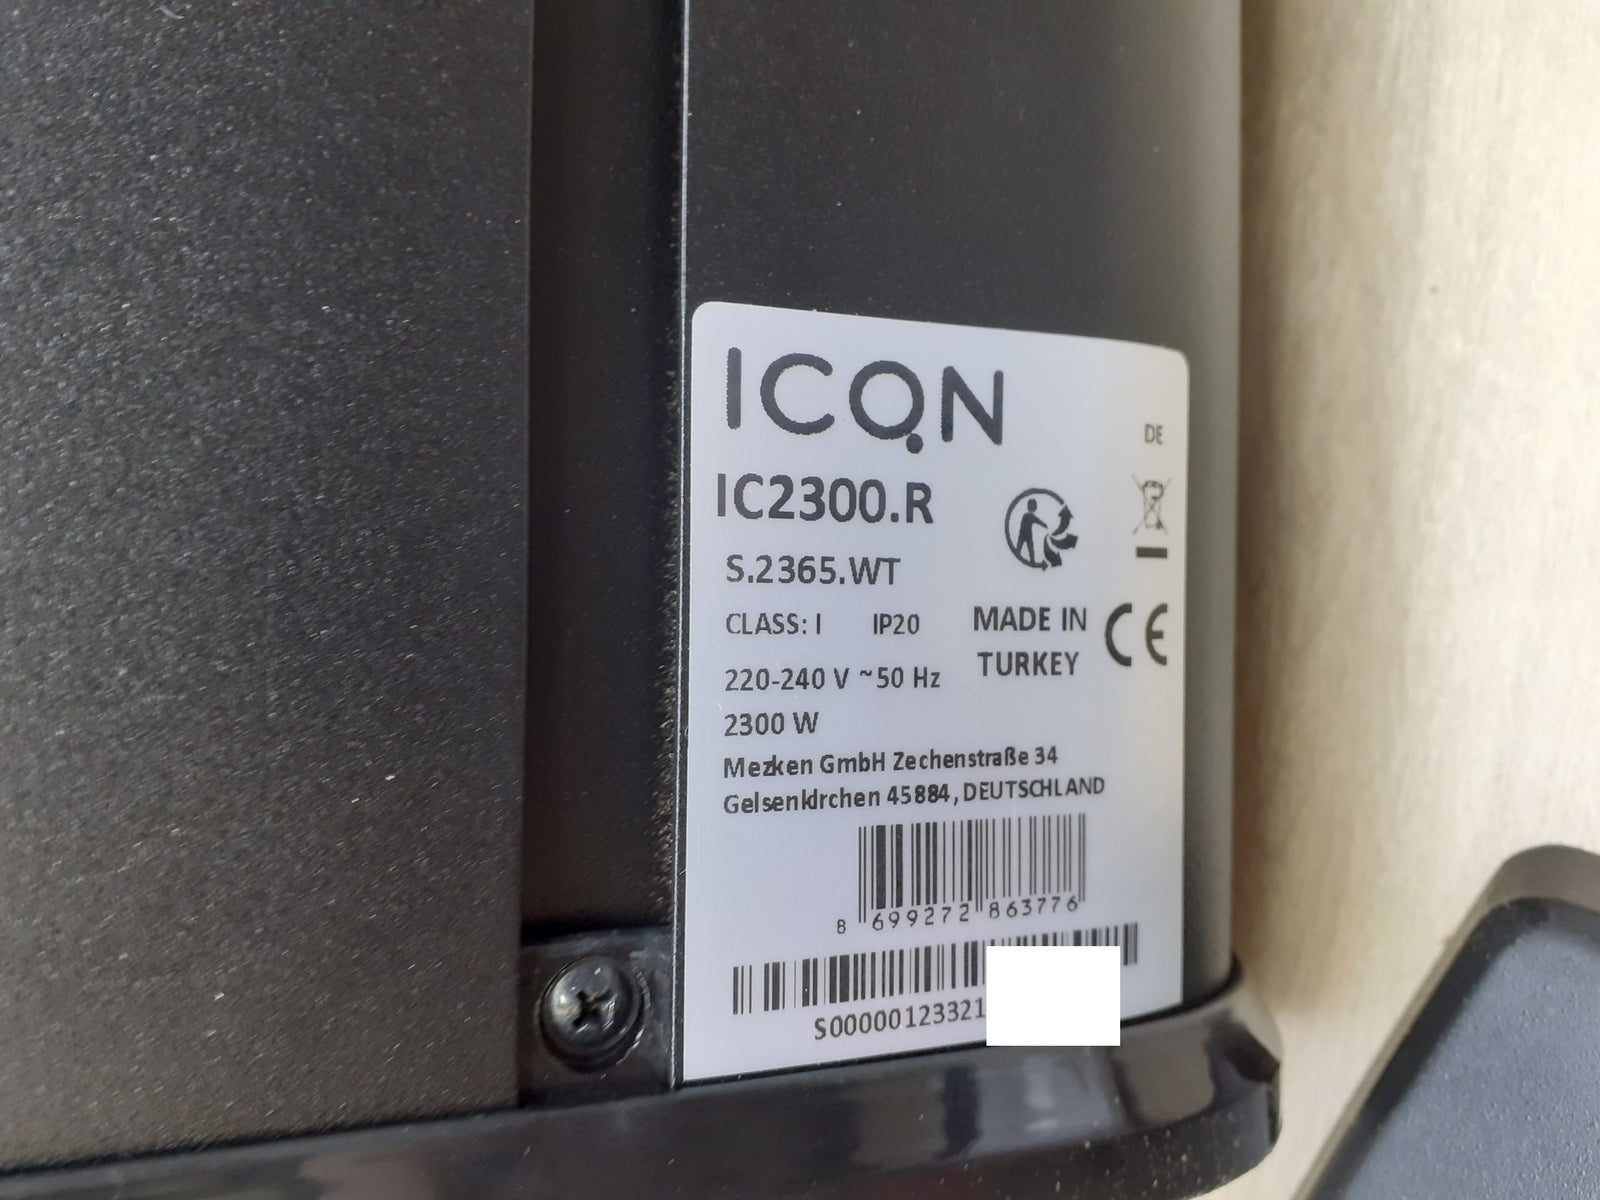 ICON
DE
IC2300.R
S.2365.WT
CLASS: I IP20
MADE IN
TURKEY
CE
220-240 V ~ 50 Hz
2300 W
Mezken GmbH Zechenstraße 34
Gelsenkirchen 45884, DEUTSCHLAND
8 699272 863776
S00000123321